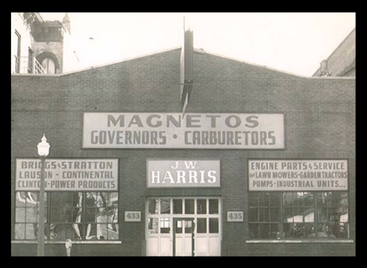 MAGNETOS
GOVERNORS · CARBURETORS
BRIGGS & STRATTON
LAUSON - CONTINENTAL
CLINTON - POWER PRODUCTS
J.W.
HARRIS
ENGINE PARTS & SERVICE
LAWN MOWERS - GARDEN TRACTORS
PUMPS - INDUSTRIAL UNITS...
433
435